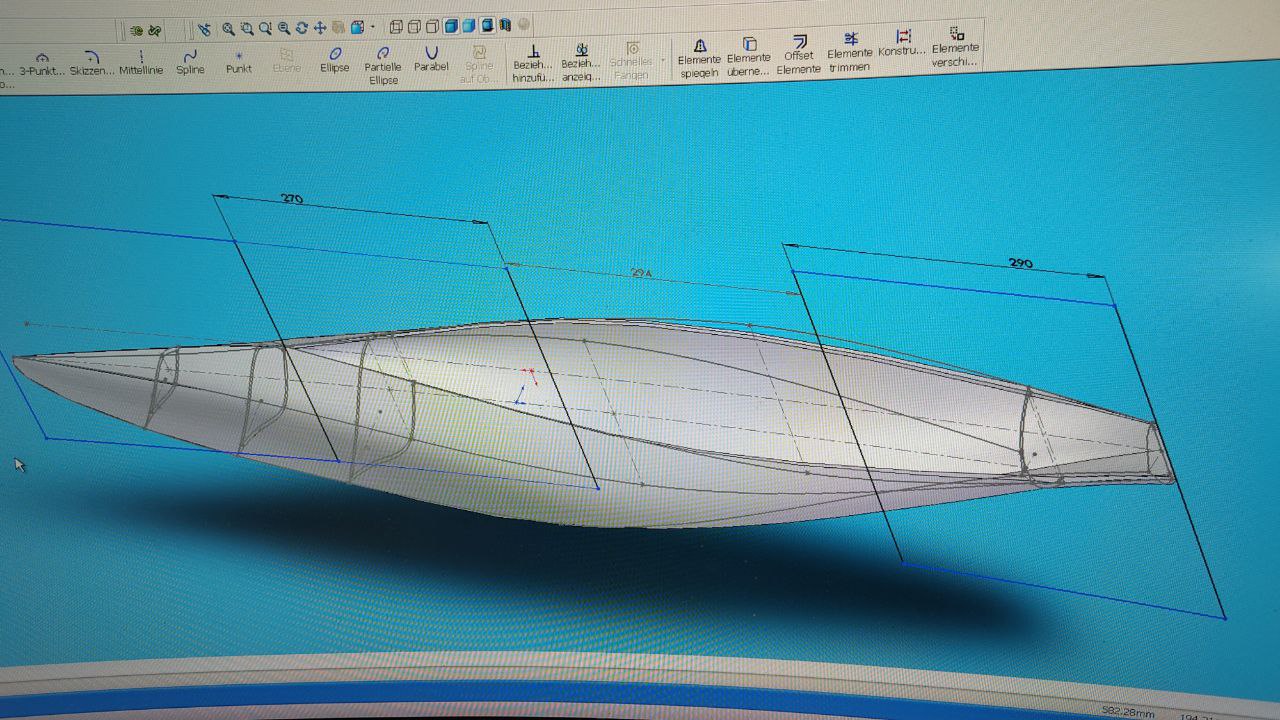 3-Punkt...
Skizzen...
Mittellinie
Spline
Punkt
Ebene
Ellipse
Partielle
Ellipse
Parabel
Spline
auf Ob...
Bezieh...
hinzufü...
Bezieh...
anzeig...
Schnelles
Fangen
Elemente
spiegeln
Elemente
überne...
Offset
Elemente
Elemente
trimmen
Konstru...
Elemente
verschi...
270
294
290
582.28mm